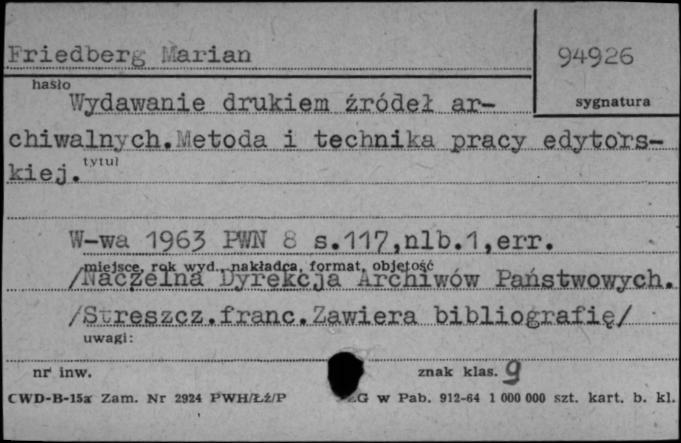 Friedberg Marian
94926
hasło
sygnatura
Wydawanie drukiem źródeł ar-
chiwalnych.Metoda i technika pracy edytors-
tytuł
kiej.
W-wa 1963 PWN 8 s.117,nlb.1,err.
miejsce, rok wyd., nakładca, format, objętość
/Naczelna Dyrekcja Archiwów Państwowych.
/Streszcz.franc.Zawiera bibliografię/
uwagi:
nr inw.
znak klas. 9
CWD-B-15a Zam. Nr 2924 PWH/Łź/P
G w Pab. 912-64 1 000 000 szt. kart. b. kl.